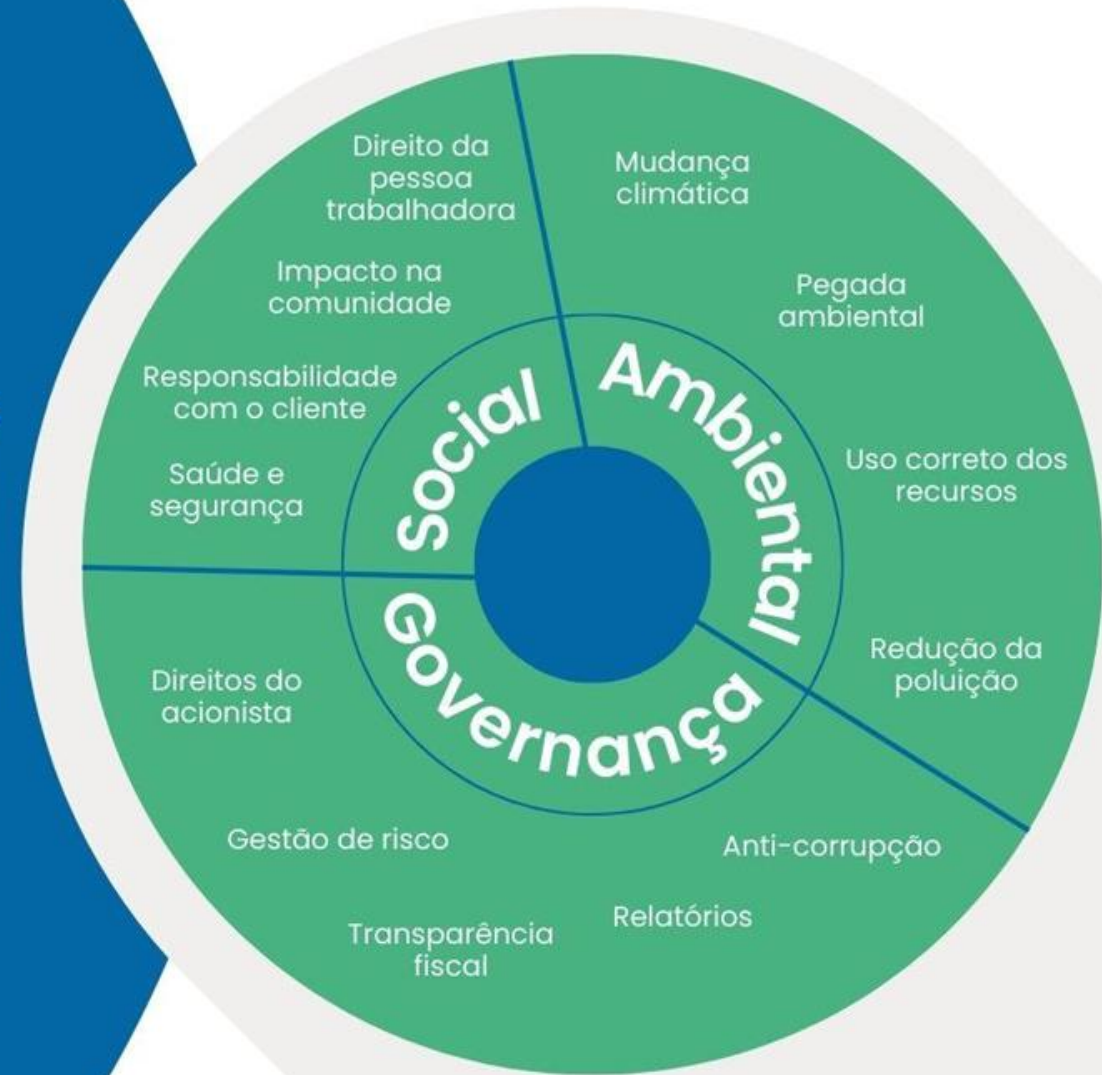 Direito da
pessoa
trabalhadora
Impacto na
comunidade
Responsabilidade
com o cliente
Saúde e
segurança
Social
Mudança
climática
Pegada
ambiental
Uso correto dos
recursos
Redução da
poluição
Ambiental
Governança
Direitos do
acionista
Gestão de risco
Transparência
fiscal
Relatórios
Anti-corrupção